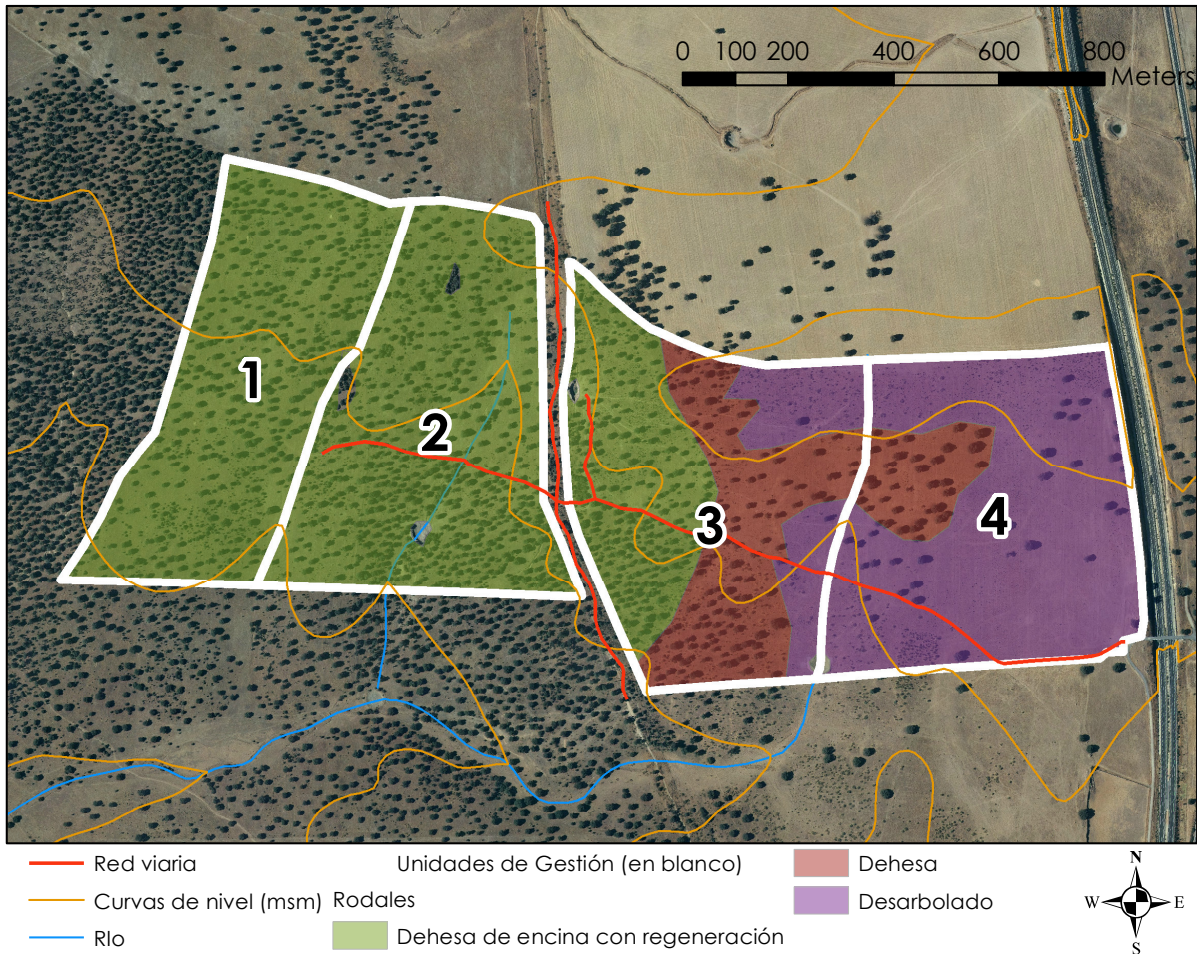 0 100 200 400 600 800
Meters
1
2
3
4
Red viaria
Unidades de Gestión (en blanco)
Dehesa
Curvas de nivel (msm)
Rodales
Desarbolado
RIo
Dehesa de encina con regeneración
N
W E
S